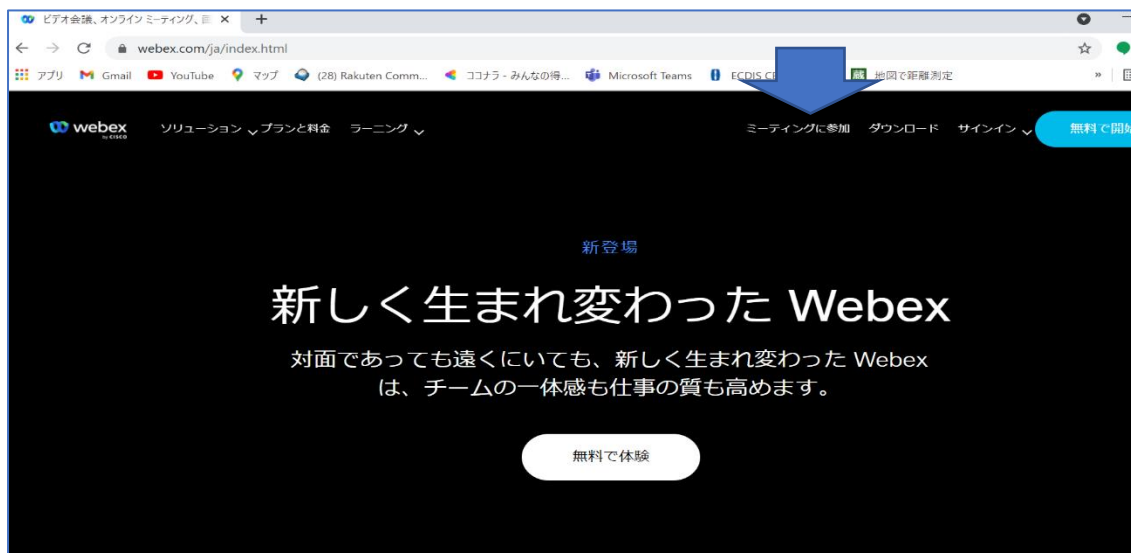 ビデオ会議、オンライン ミーティング、画
webex.com/ja/index.html
アプリ Gmail YouTube マップ (28) Rakuten Comm... ココナラ - みんなの得... Microsoft Teams ECDIS 地図で距離測定 »
webex by CISCO ソリューション プランと料金 ラーニング ミーティングに参加 ダウンロード サインイン 無料で開始
新登場
新しく生まれ変わった Webex
対面であっても遠くにいても、新しく生まれ変わった Webex
は、チームの一体感も仕事の質も高めます。
無料で体験